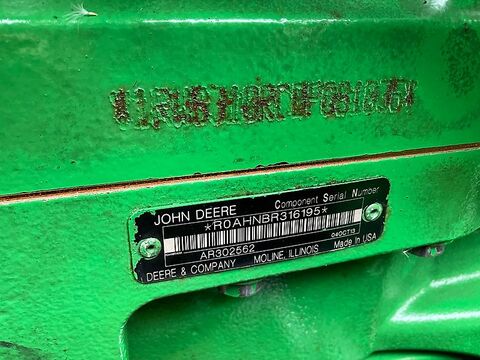 JOHN DEERE Component Serial Number
*R0AHNBR316195*
AR302562 04OCT13
DEERE & COMPANY MOLINE, ILLINOIS Made In USA